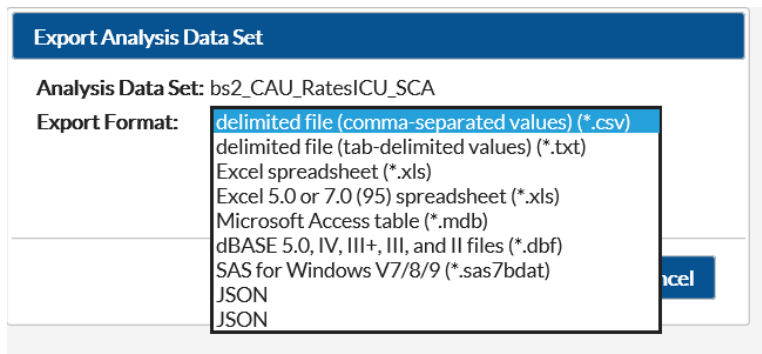 Export Analysis Data Set
Analysis Data Set: bs2_CAU_RatesICU_SCA
Export Format:
delimited file (comma-separated values) (*.csv)
delimited file (tab-delimited values) (*.txt)
Excel spreadsheet (*.xls)
Excel 5.0 or 7.0 (95) spreadsheet (*.xls)
Microsoft Access table (*.mdb)
dBASE 5.0, IV, III+, III, and II files (*.dbf)
SAS for Windows V7/8/9 (*.sas7bdat)
JSON
JSON
ncel